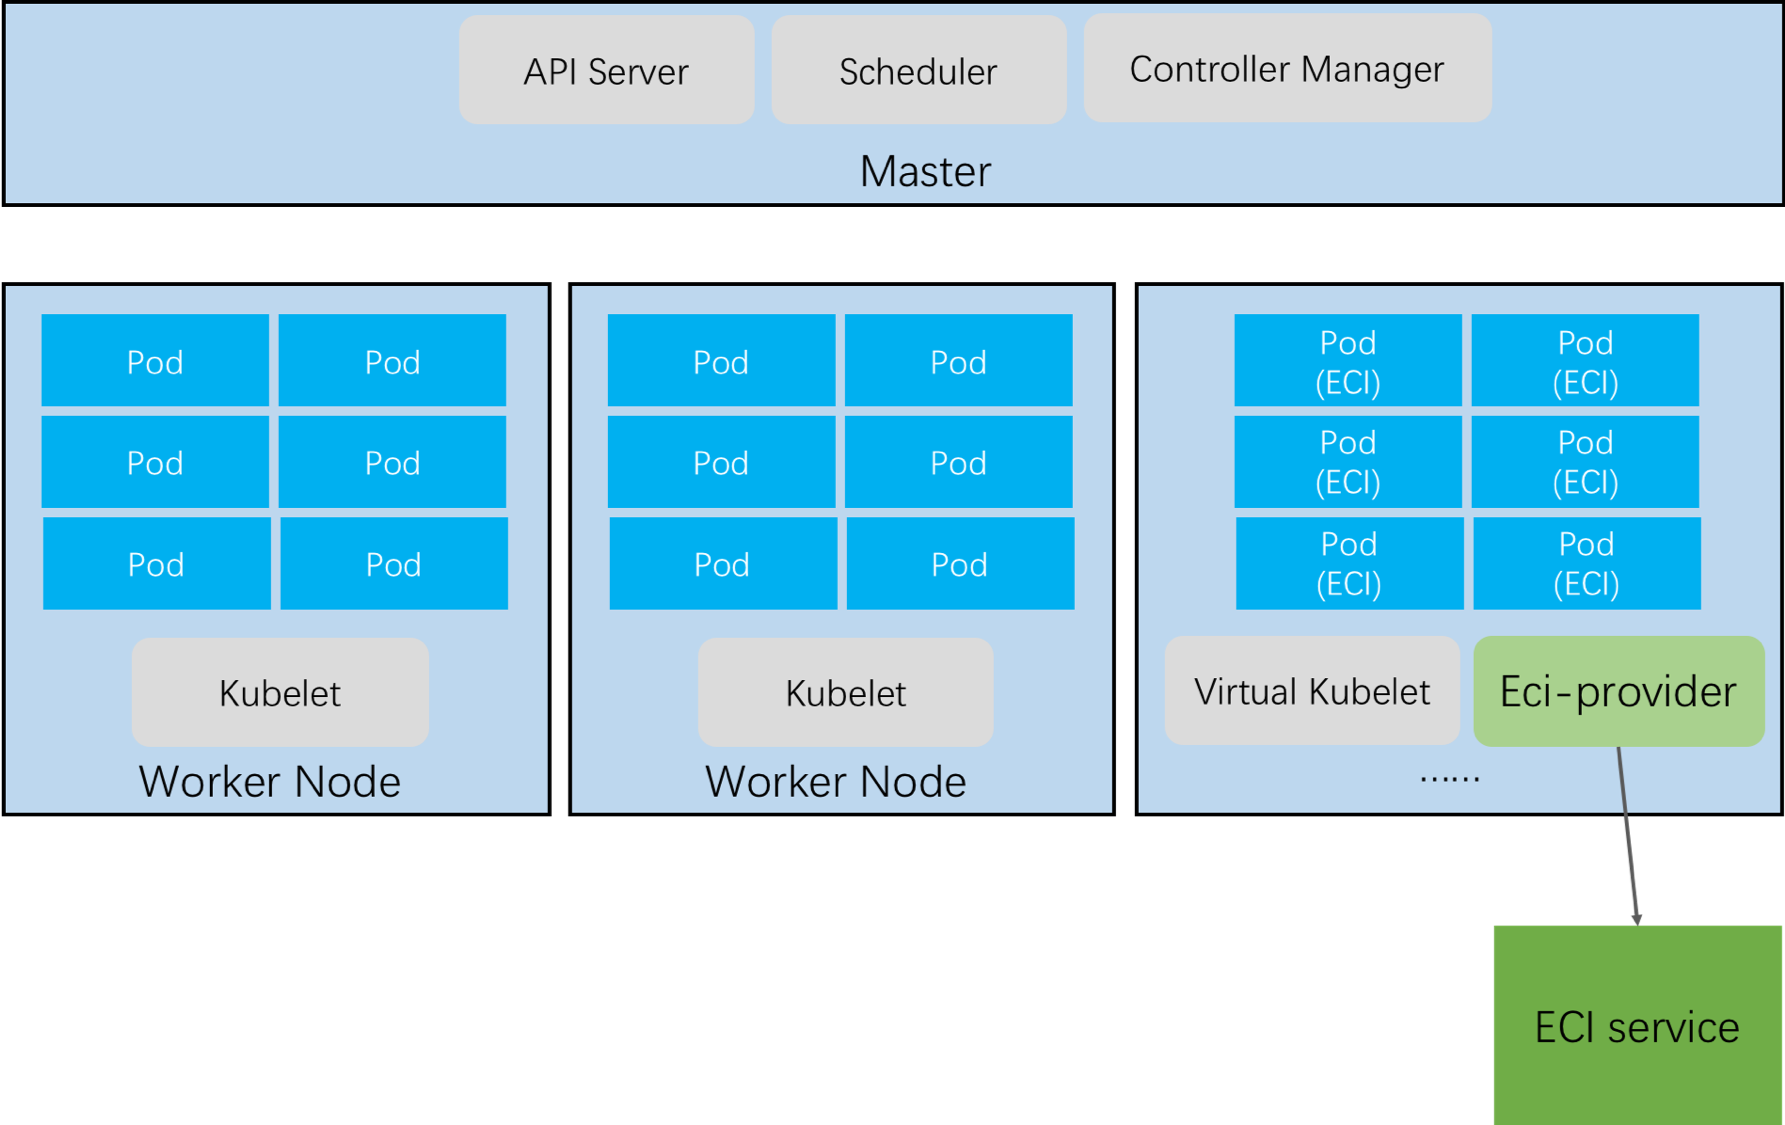 API Server
Scheduler
Controller Manager
Master
Pod
Pod
Pod
Pod
Pod
Pod
Kubelet
Worker Node
Pod
Pod
Pod
Pod
Pod
Pod
Kubelet
Worker Node
Pod
(ECI)
Pod
(ECI)
Pod
(ECI)
Pod
(ECI)
Pod
(ECI)
Pod
(ECI)
Virtual Kubelet
Eci-provider
......
ECI service